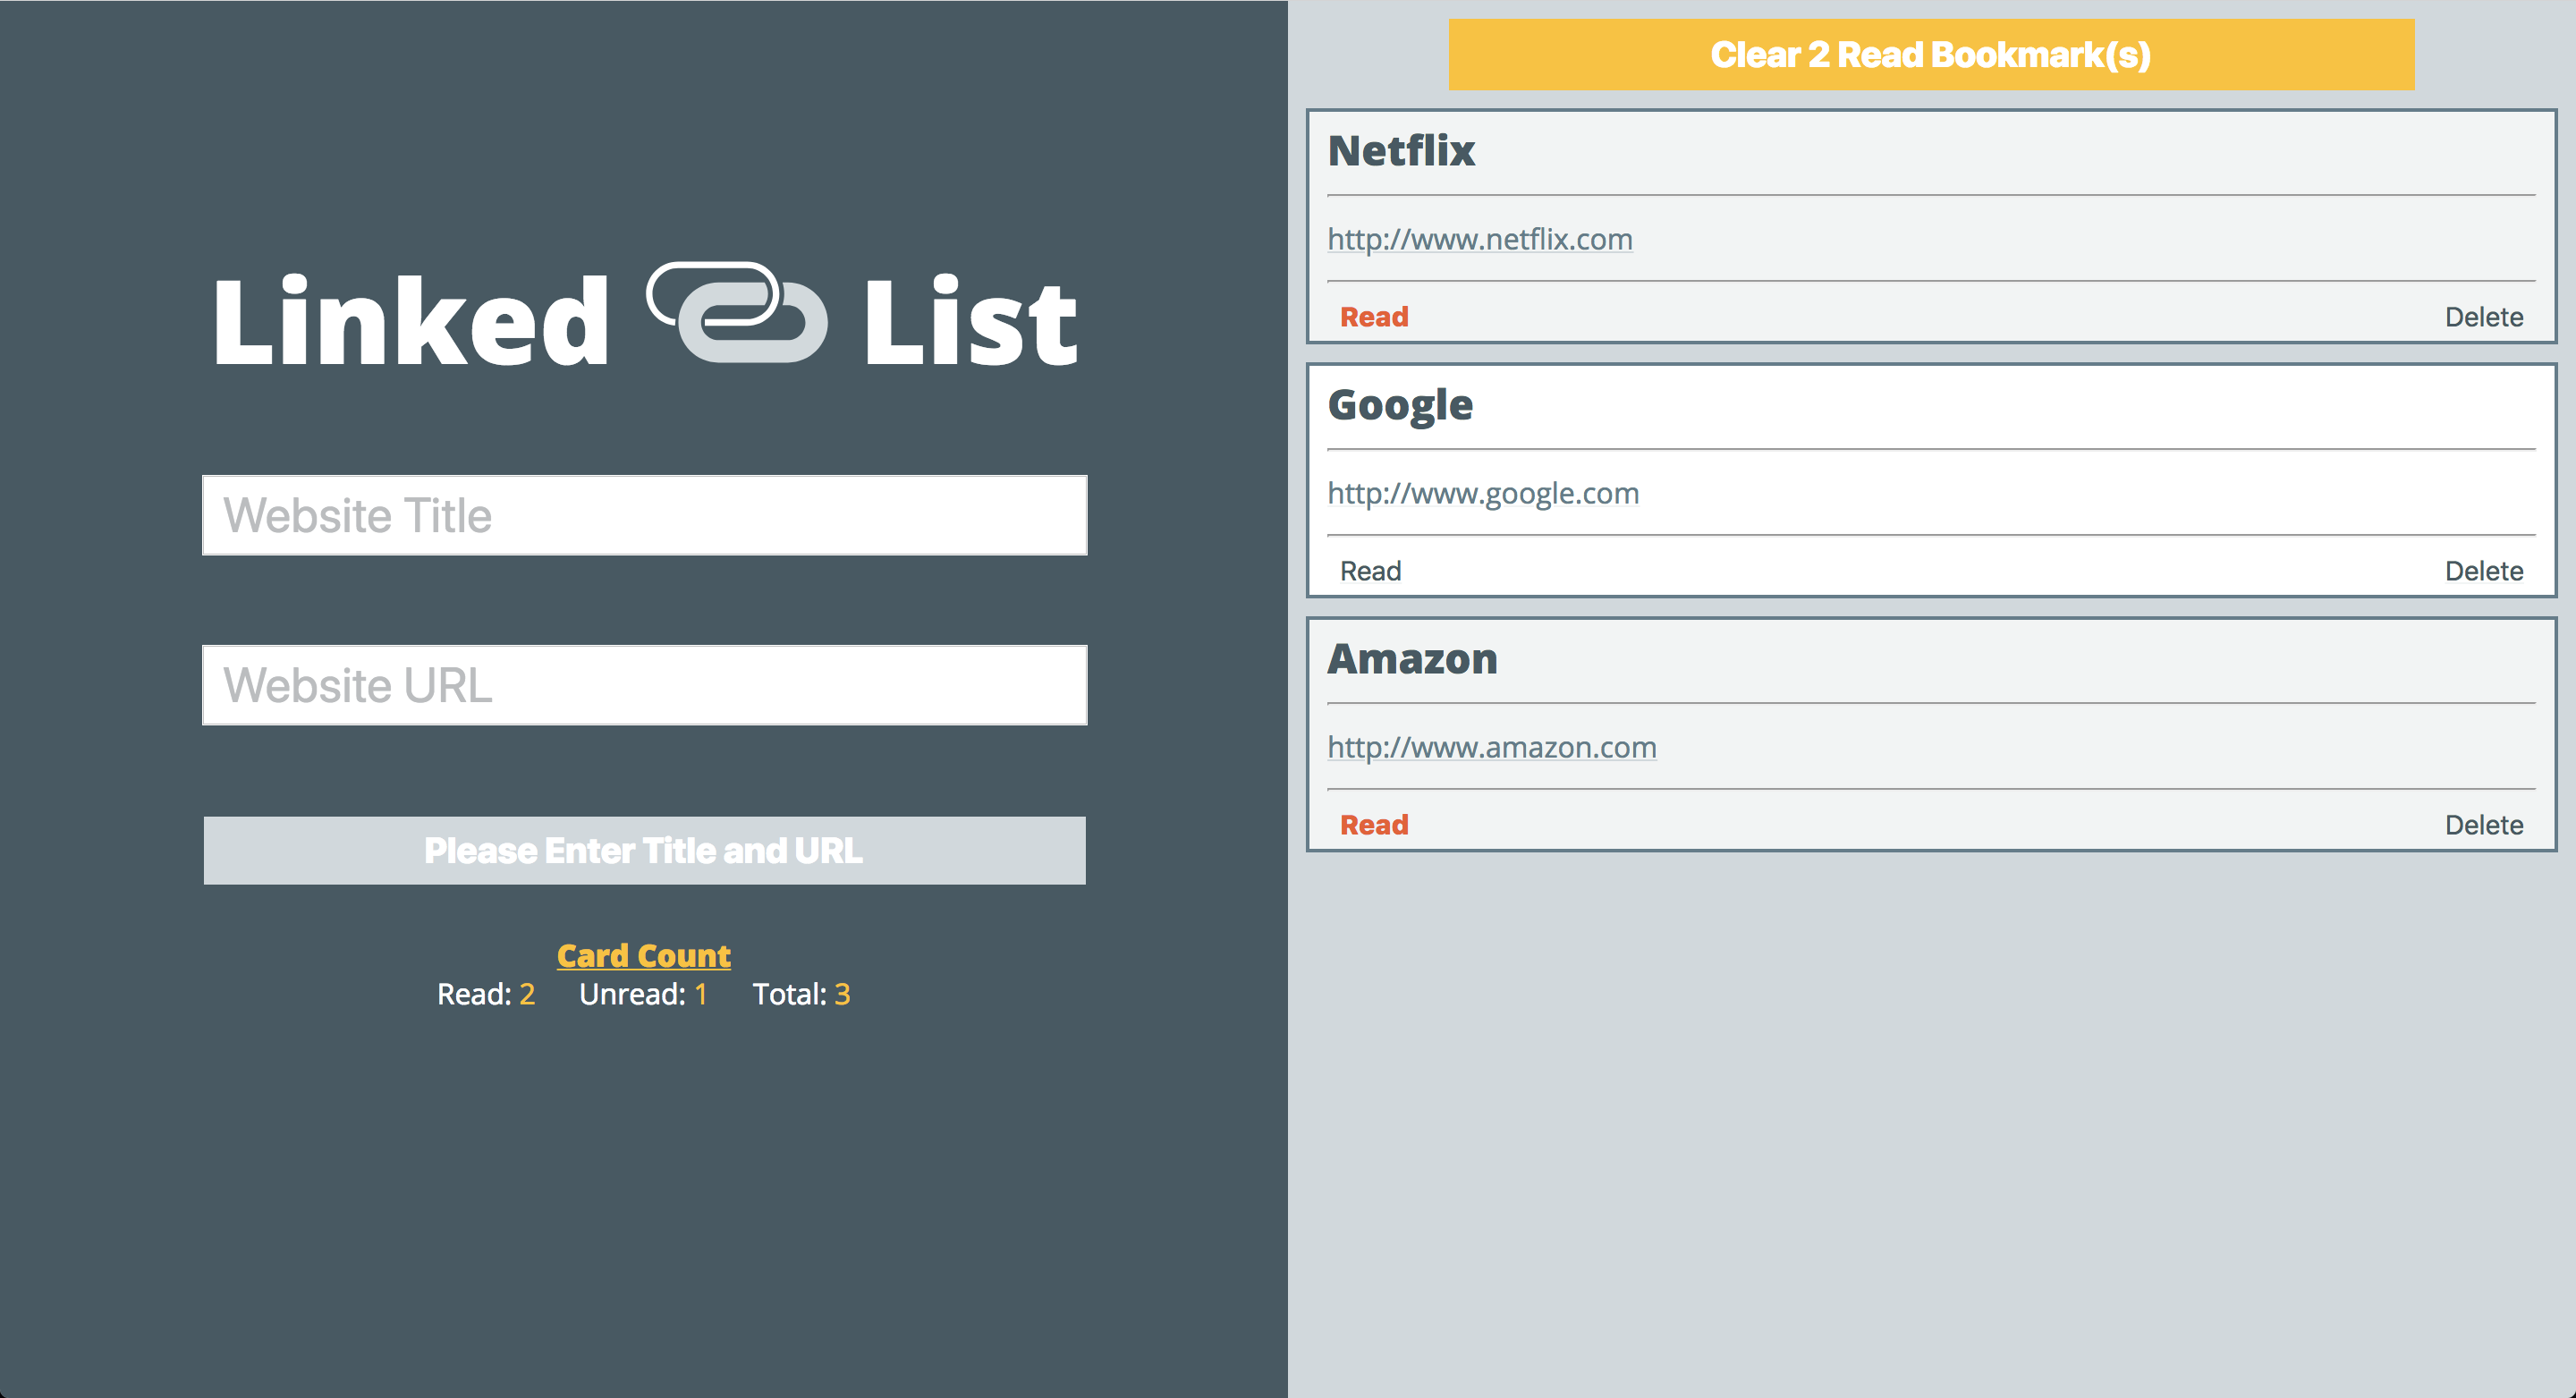 Linked List
Website Title
Website URL
Please Enter Title and URL
Card Count
Read: 2 Unread: 1 Total: 3
Clear 2 Read Bookmark(s)
Netflix
http://www.netflix.com
Read Delete
Google
http://www.google.com
Read Delete
Amazon
http://www.amazon.com
Read Delete